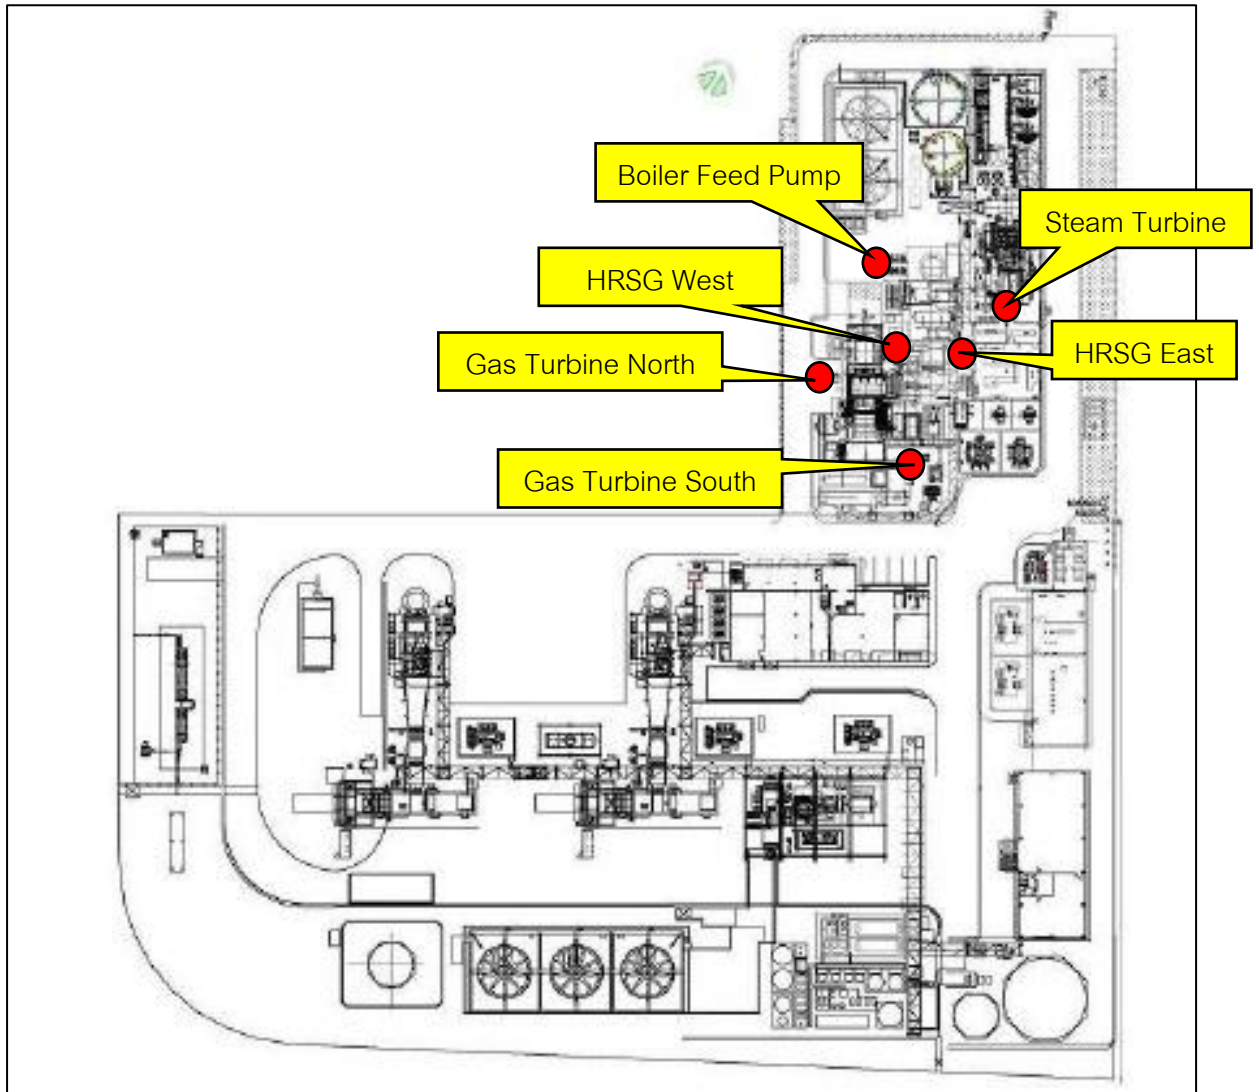 Boiler Feed Pump
Steam Turbine
HRSG West
HRSG East
Gas Turbine North
Gas Turbine South